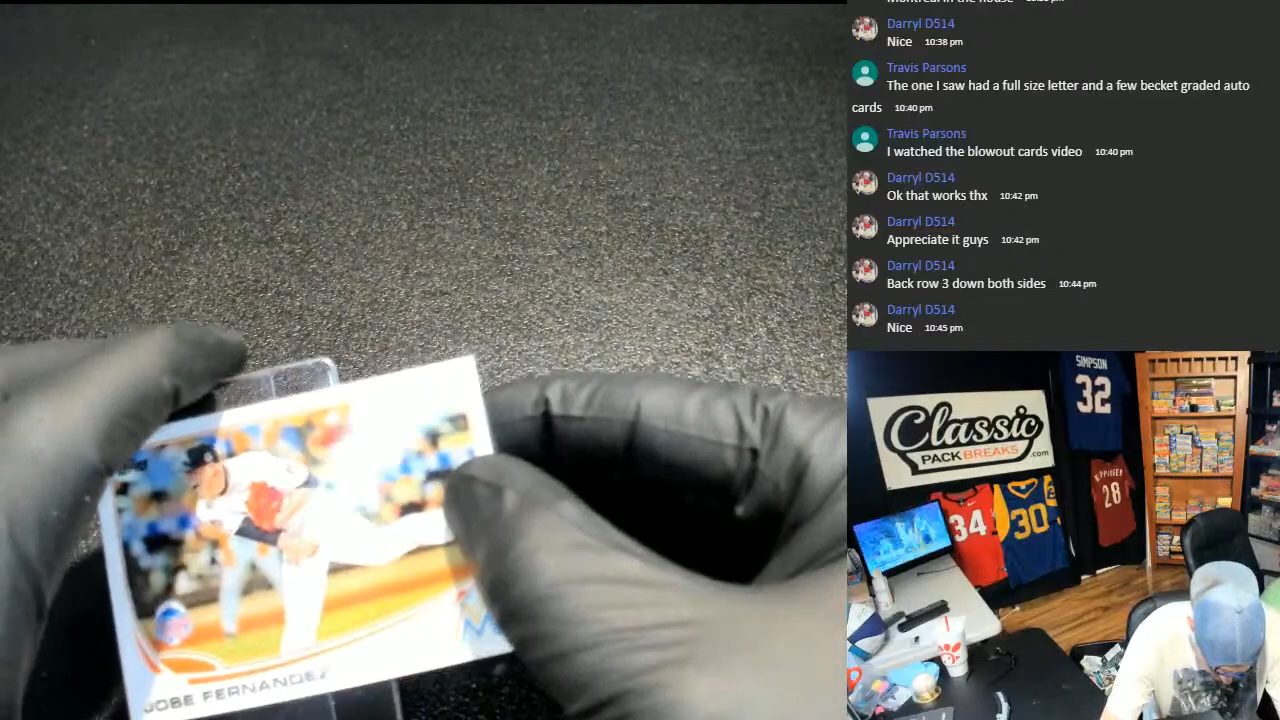 Darryl D514
Nice 10:38 pm
Travis Parsons
The one I saw had a full size letter and a few becket graded auto
cards 10:40 pm
Travis Parsons
I watched the blowout cards video 10:40 pm
Darryl D514
Ok that works thx 10:42 pm
Darryl D514
Appreciate it guys 10:42 pm
Darryl D514
Back row 3 down both sides 10:44 pm
Darryl D514
Nice 10:45 pm
JOSE FERNANDEZ
SIMPSON
32
Classic
PACKBREAKS.com
34
30
28